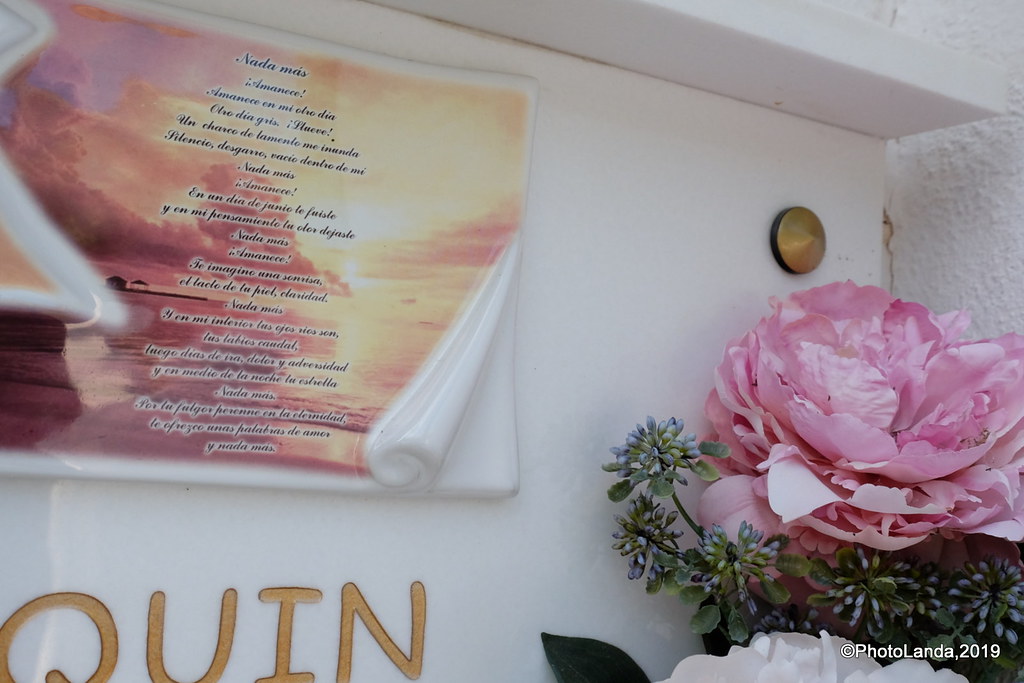 Nada más
¡Amanece!
Amanece en mi otro día
Otro día gris. ¡Llueve!
Un charco de lamento me inunda
Silencio, desgarro, vacío dentro de mí
Nada más
¡Amanece!
En un día de junio te fuiste
y en mi pensamiento tu olor dejaste
Nada más
¡Amanece!
Te imagino una sonrisa,
el tacto de tu piel, claridad,
Nada más
Y en mi interior tus ojos ríos son,
tus labios caudal,
luego días de ira, dolor y adversidad
y en medio de la noche tu estrella
Nada más.
Por tu fulgor perenne en la eternidad,
te ofrezco unas palabras de amor
y nada más.
QUIN
©PhotoLanda,2019